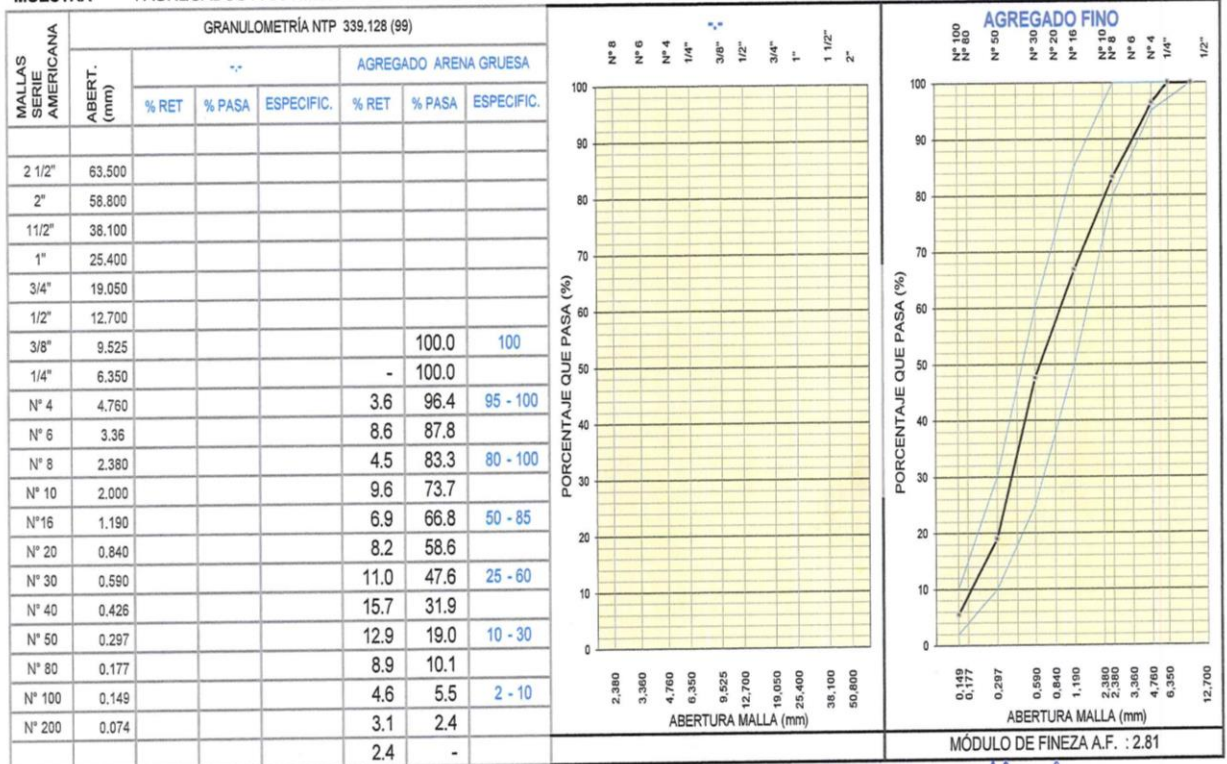 GRANULOMETRÍA NTP 339.128 (99)
MALLAS SERIE AMERICANA
ABERT. (mm)
-,-
AGREGADO ARENA GRUESA
% RET % PASA ESPECIFIC. % RET % PASA ESPECIFIC.
2 1/2" 63.500
2" 58.800
11/2" 38.100
1" 25.400
3/4" 19.050
1/2" 12.700
3/8" 9.525 100.0 100
1/4" 6.350 - 100.0
N° 4 4.760 3.6 96.4 95 - 100
N° 6 3.36 8.6 87.8
N° 8 2.380 4.5 83.3 80 - 100
N° 10 2.000 9.6 73.7
N°16 1.190 6.9 66.8 50 - 85
N° 20 0.840 8.2 58.6
N° 30 0.590 11.0 47.6 25 - 60
N° 40 0.426 15.7 31.9
N° 50 0.297 12.9 19.0 10 - 30
N° 80 0.177 8.9 10.1
N° 100 0.149 4.6 5.5 2 - 10
N° 200 0.074 3.1 2.4
2.4 -
-,-
N° 8 N° 6 N° 4 1/4" 3/8" 1/2" 3/4" 1" 1 1/2" 2"
PORCENTAJE QUE PASA (%)
100
90
80
70
60
50
40
30
20
10
0
2,380 3,360 4,760 6,350 9,525 12,700 19,050 25,400 38,100 50,800
ABERTURA MALLA (mm)
AGREGADO FINO
N° 100 N° 80 N° 50 N° 30 N° 20 N° 16 N° 10 N° 8 N° 6 N° 4 1/4" 1/2"
PORCENTAJE QUE PASA (%)
100
90
80
70
60
50
40
30
20
10
0
0,149 0,177 0,297 0,590 0,840 1,190 2,380 2,380 3,360 4,760 6,350 12,700
ABERTURA MALLA (mm)
MÓDULO DE FINEZA A.F. : 2.81